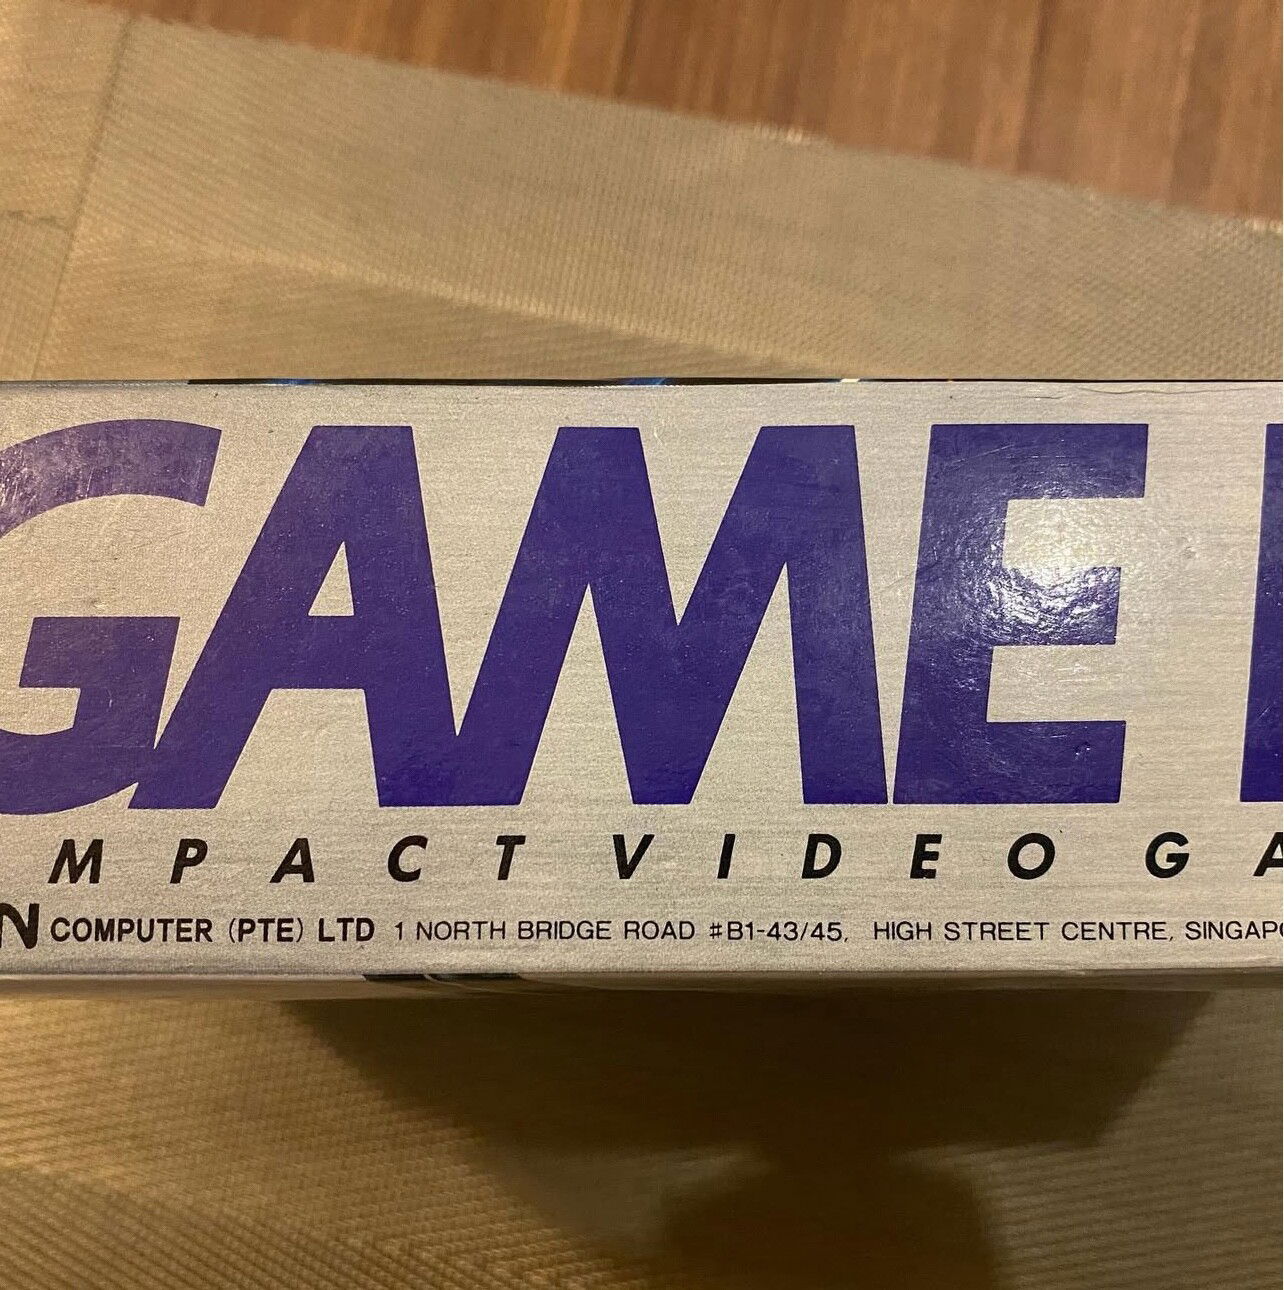 GAME
MPACT VIDEO GA
N COMPUTER (PTE) LTD 1 NORTH BRIDGE ROAD #B1-43/45, HIGH STREET CENTRE, SINGAPO